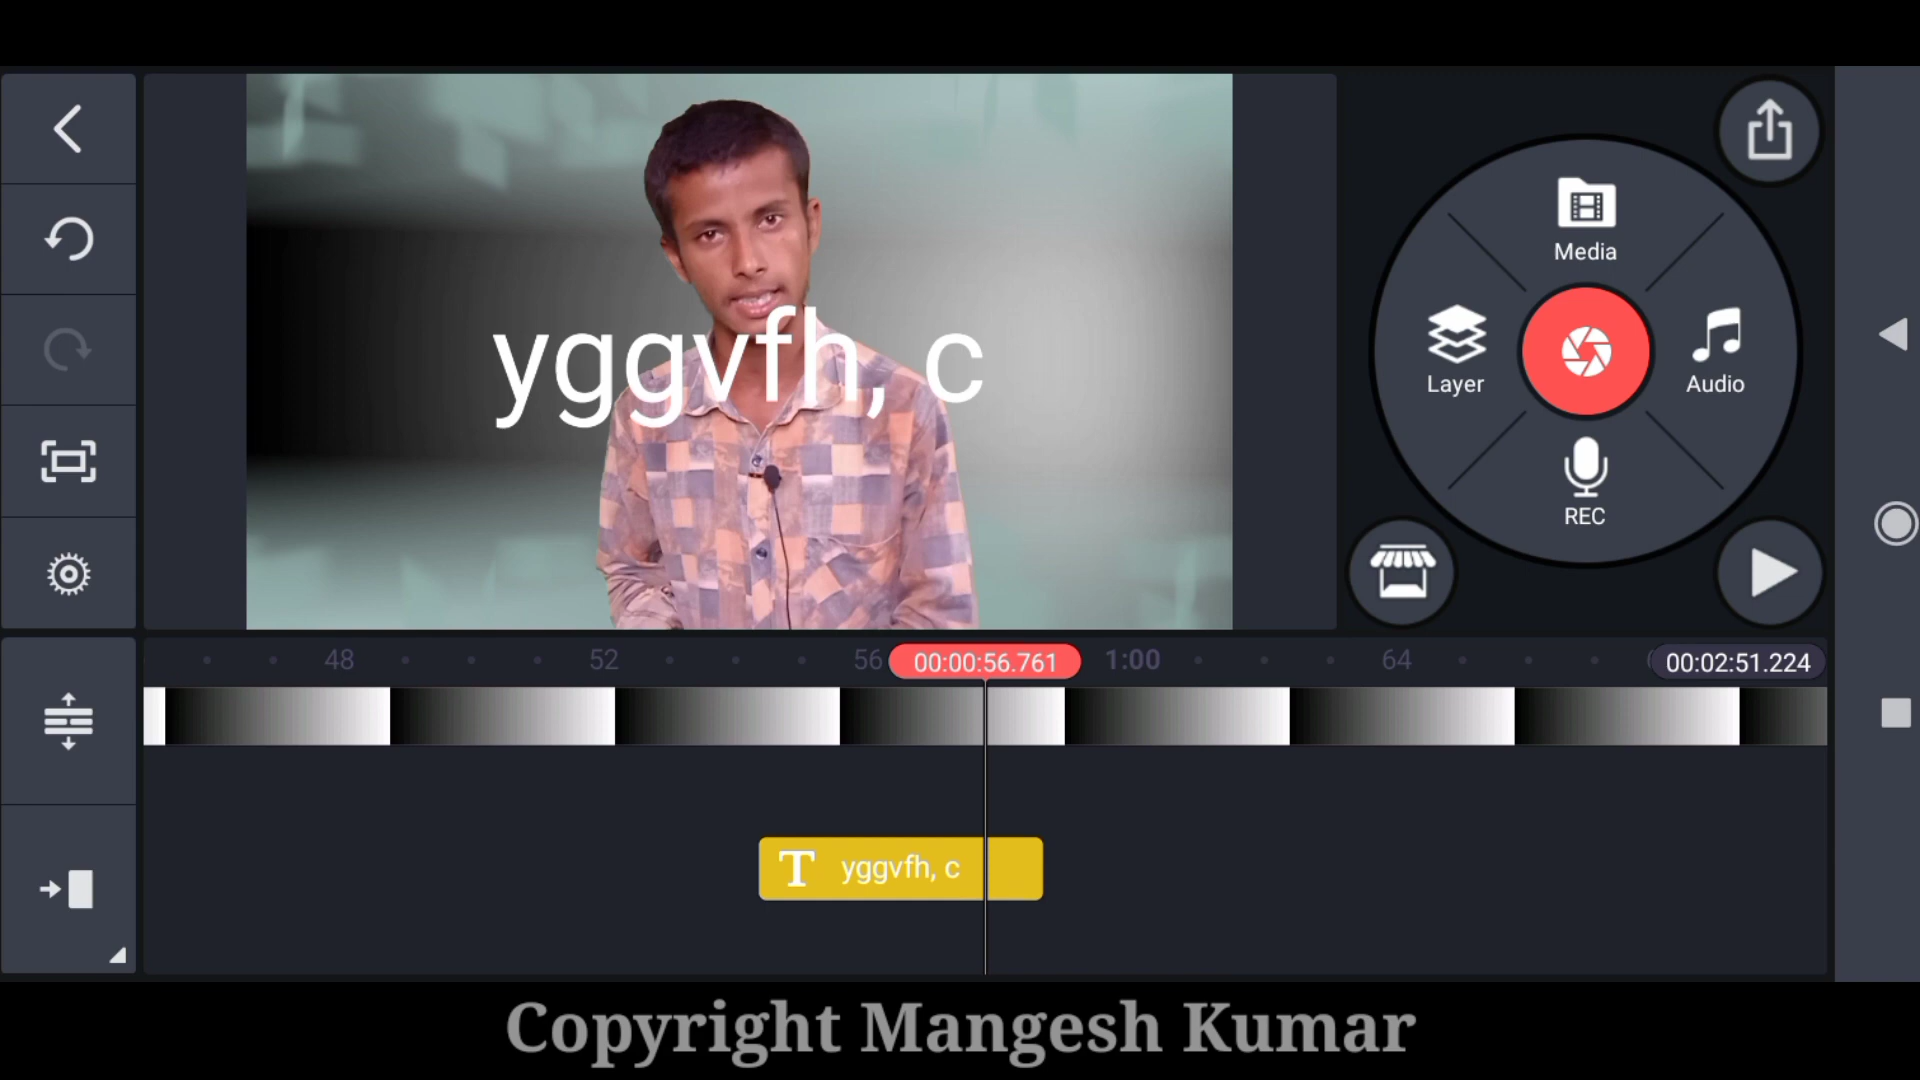 Media
yggvfh, c
Layer
Audio
REC
48
52
56
00:00:56.761
1:00
64
00:02:51.224
T yggvfh, c
Copyright Mangesh Kumar